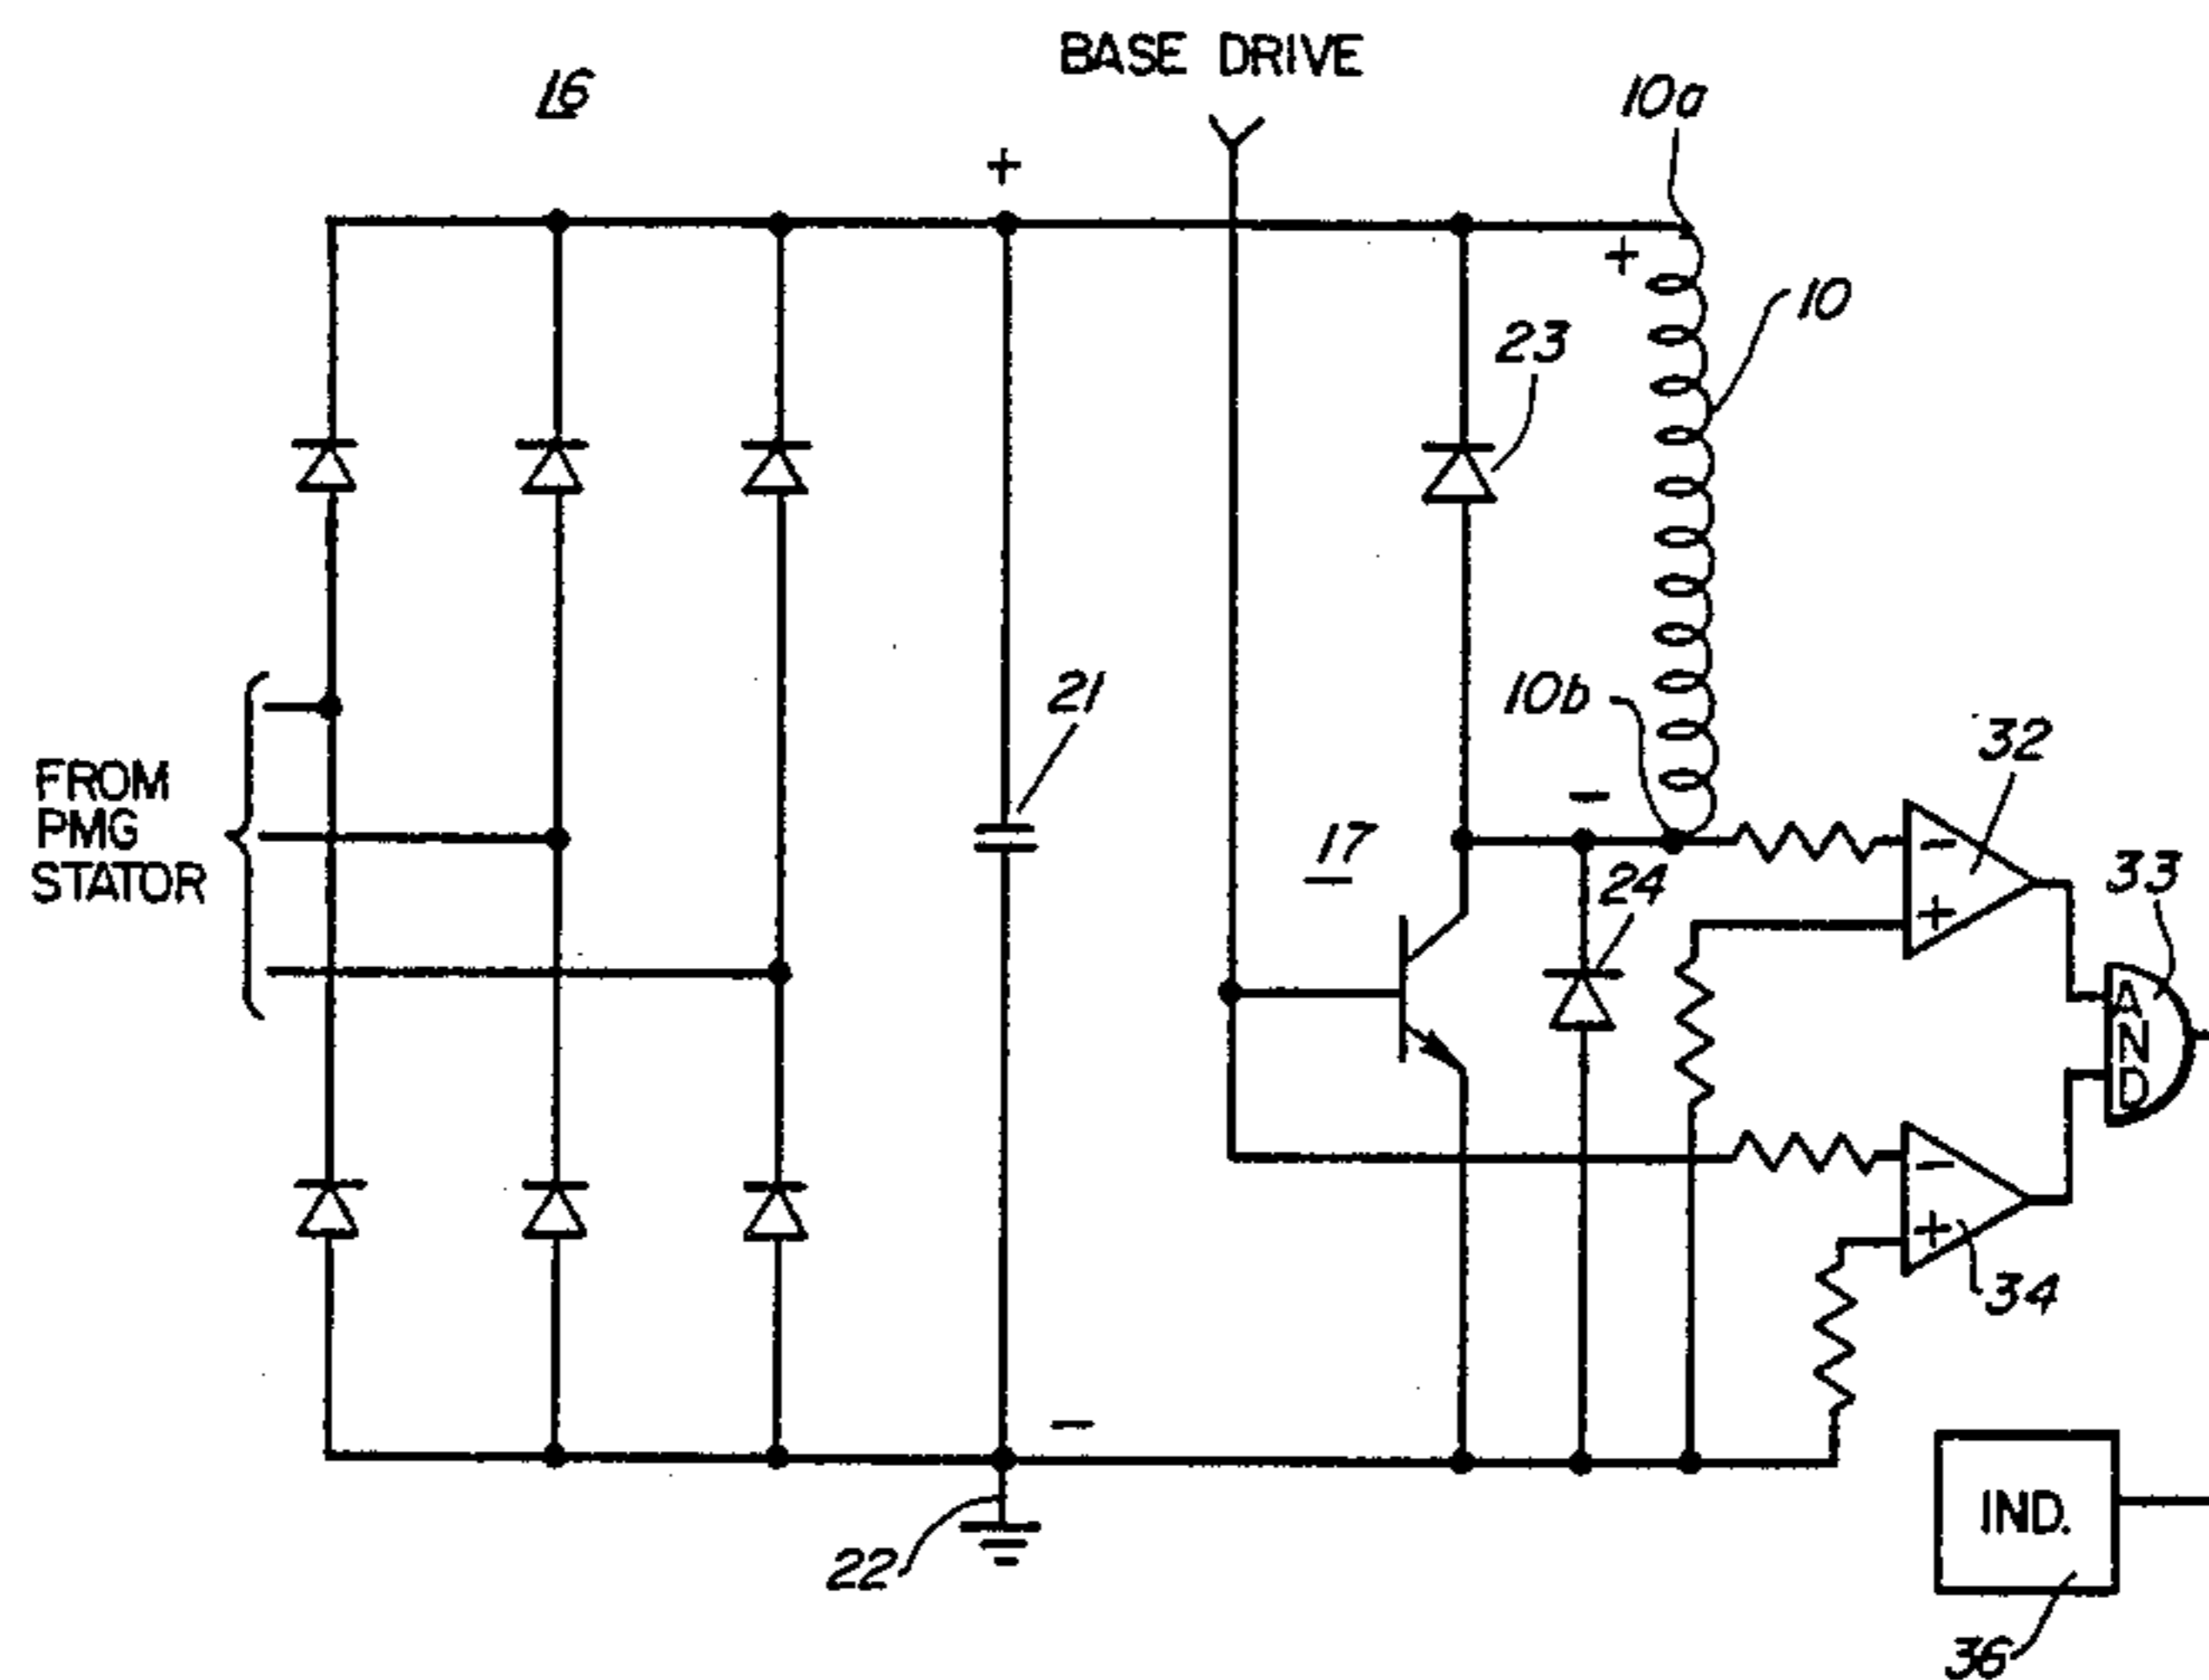 BASE DRIVE
16
10a
+
+
10
23
21
10b
32
FROM
PMG
STATOR
-
17
24
-
+
33
AND
-
+
34
-
22
IND.
36